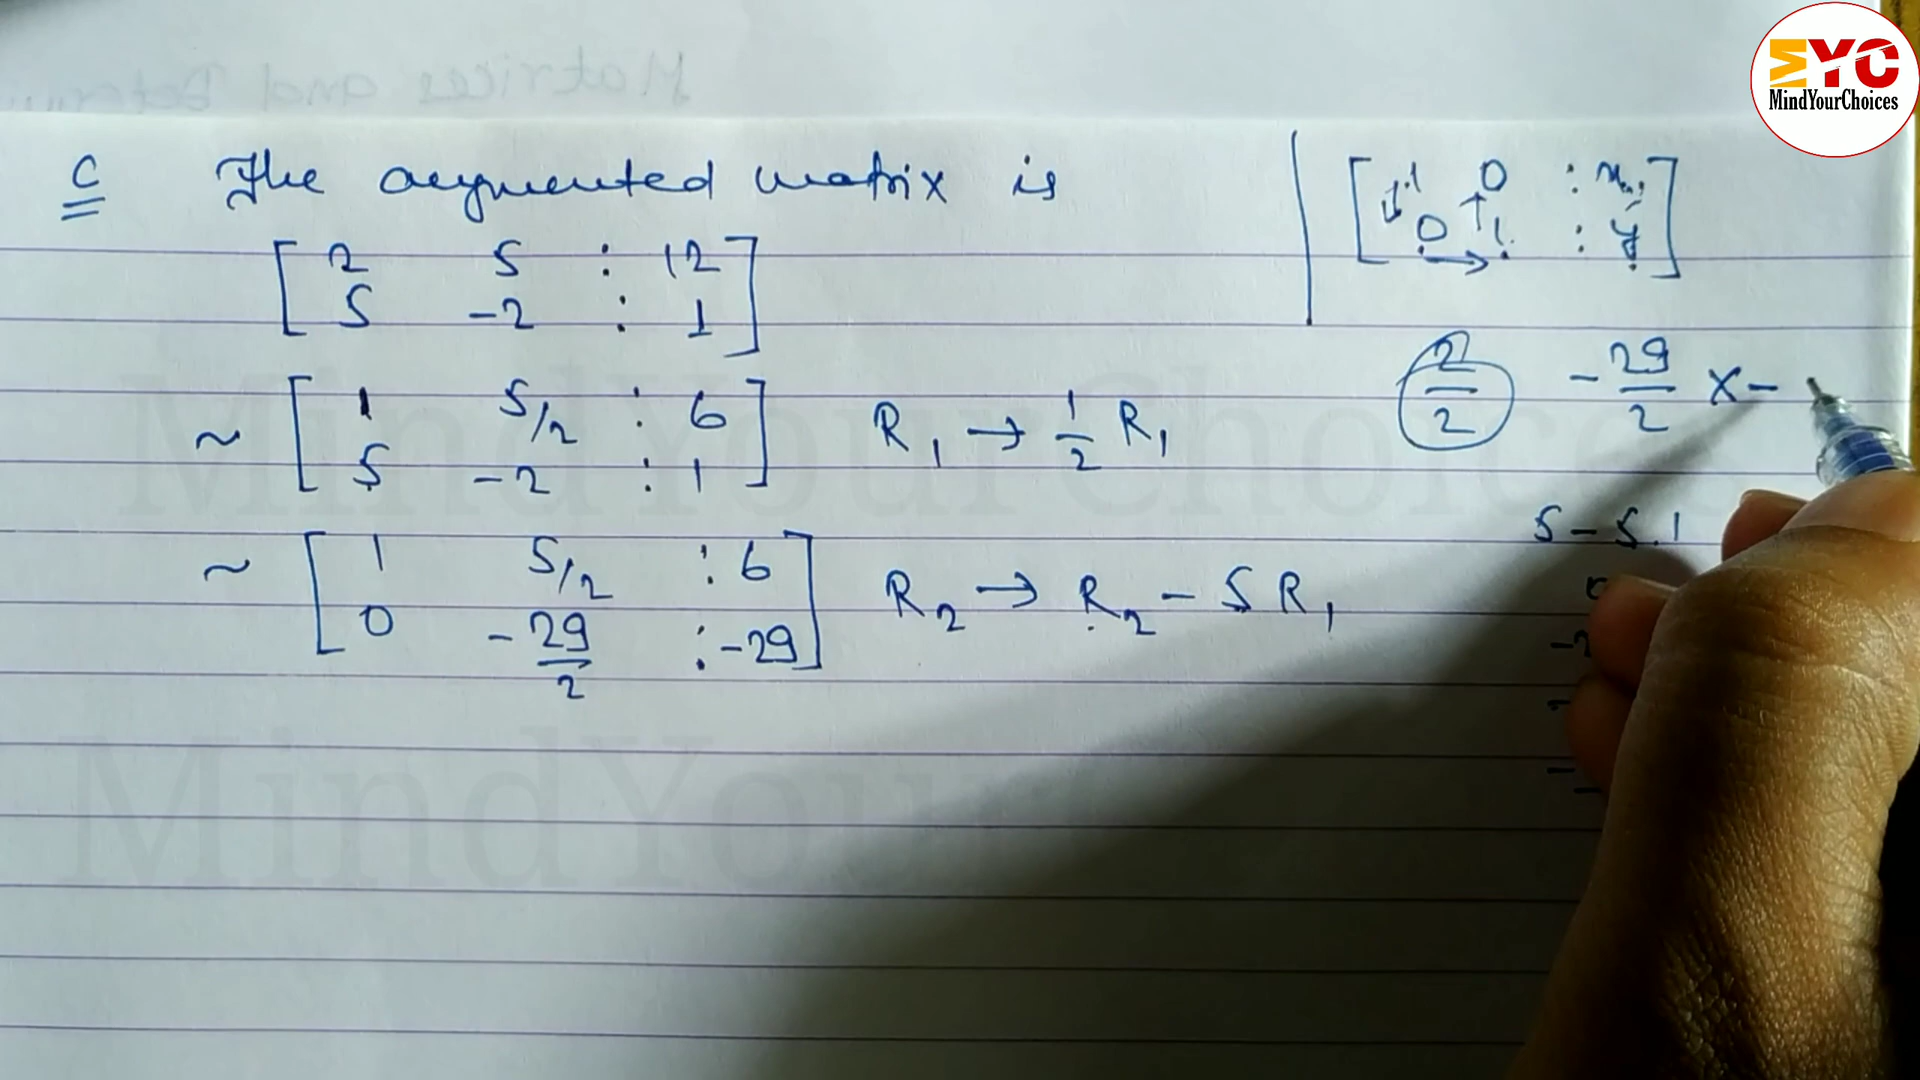 MYC
MindYourChoices
Matrices and
c The augmented matrix is
[ 2 5 : 12 ]
[ 5 -2 : 1 ]
~ [ 1 5/2 : 6 ] R₁ → 1/2 R₁
[ 5 -2 : 1 ]
~ [ 1 5/2 : 6 ] R₂ → R₂ - 5R₁
[ 0 -29/2 : -29 ]
[ 1 0 : x ]
[ 0 1 : y ]
2/2 -29/2 × -
5 - 5.1
MindYourChoices
MindYour